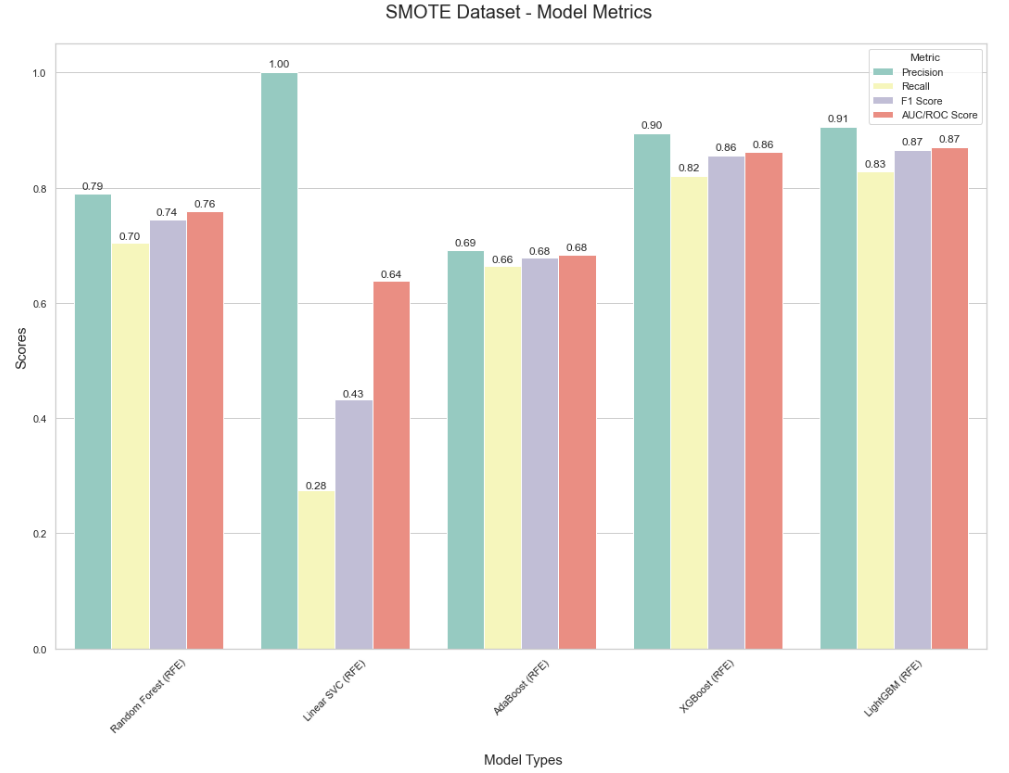 SMOTE Dataset - Model Metrics
Metric
Precision
Recall
F1 Score
AUC/ROC Score
Scores
1.0
0.8
0.6
0.4
0.2
0.0
0.79
0.70
0.74
0.76
1.00
0.28
0.43
0.64
0.69
0.66
0.68
0.68
0.90
0.82
0.86
0.86
0.91
0.83
0.87
0.87
Random Forest (RFE)
Linear SVC (RFE)
AdaBoost (RFE)
XGBoost (RFE)
LightGBM (RFE)
Model Types